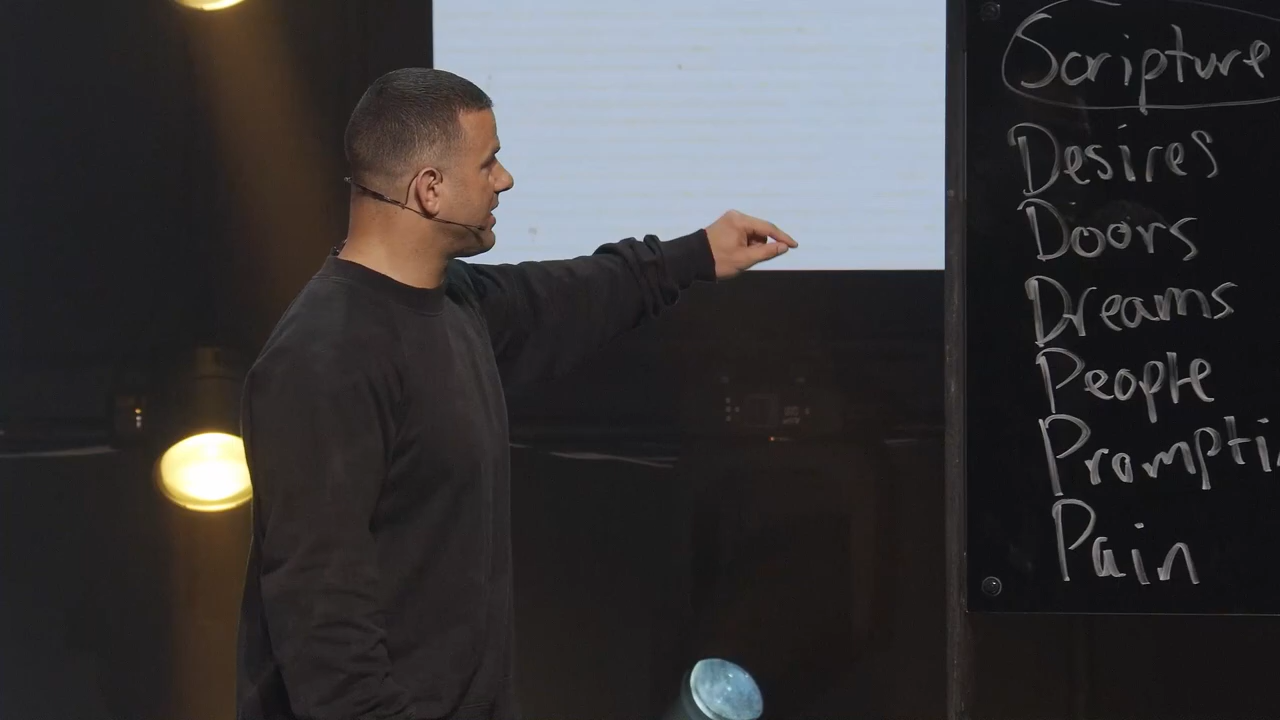 Scripture
Desires
Doors
Dreams
People
Prompti
Pain